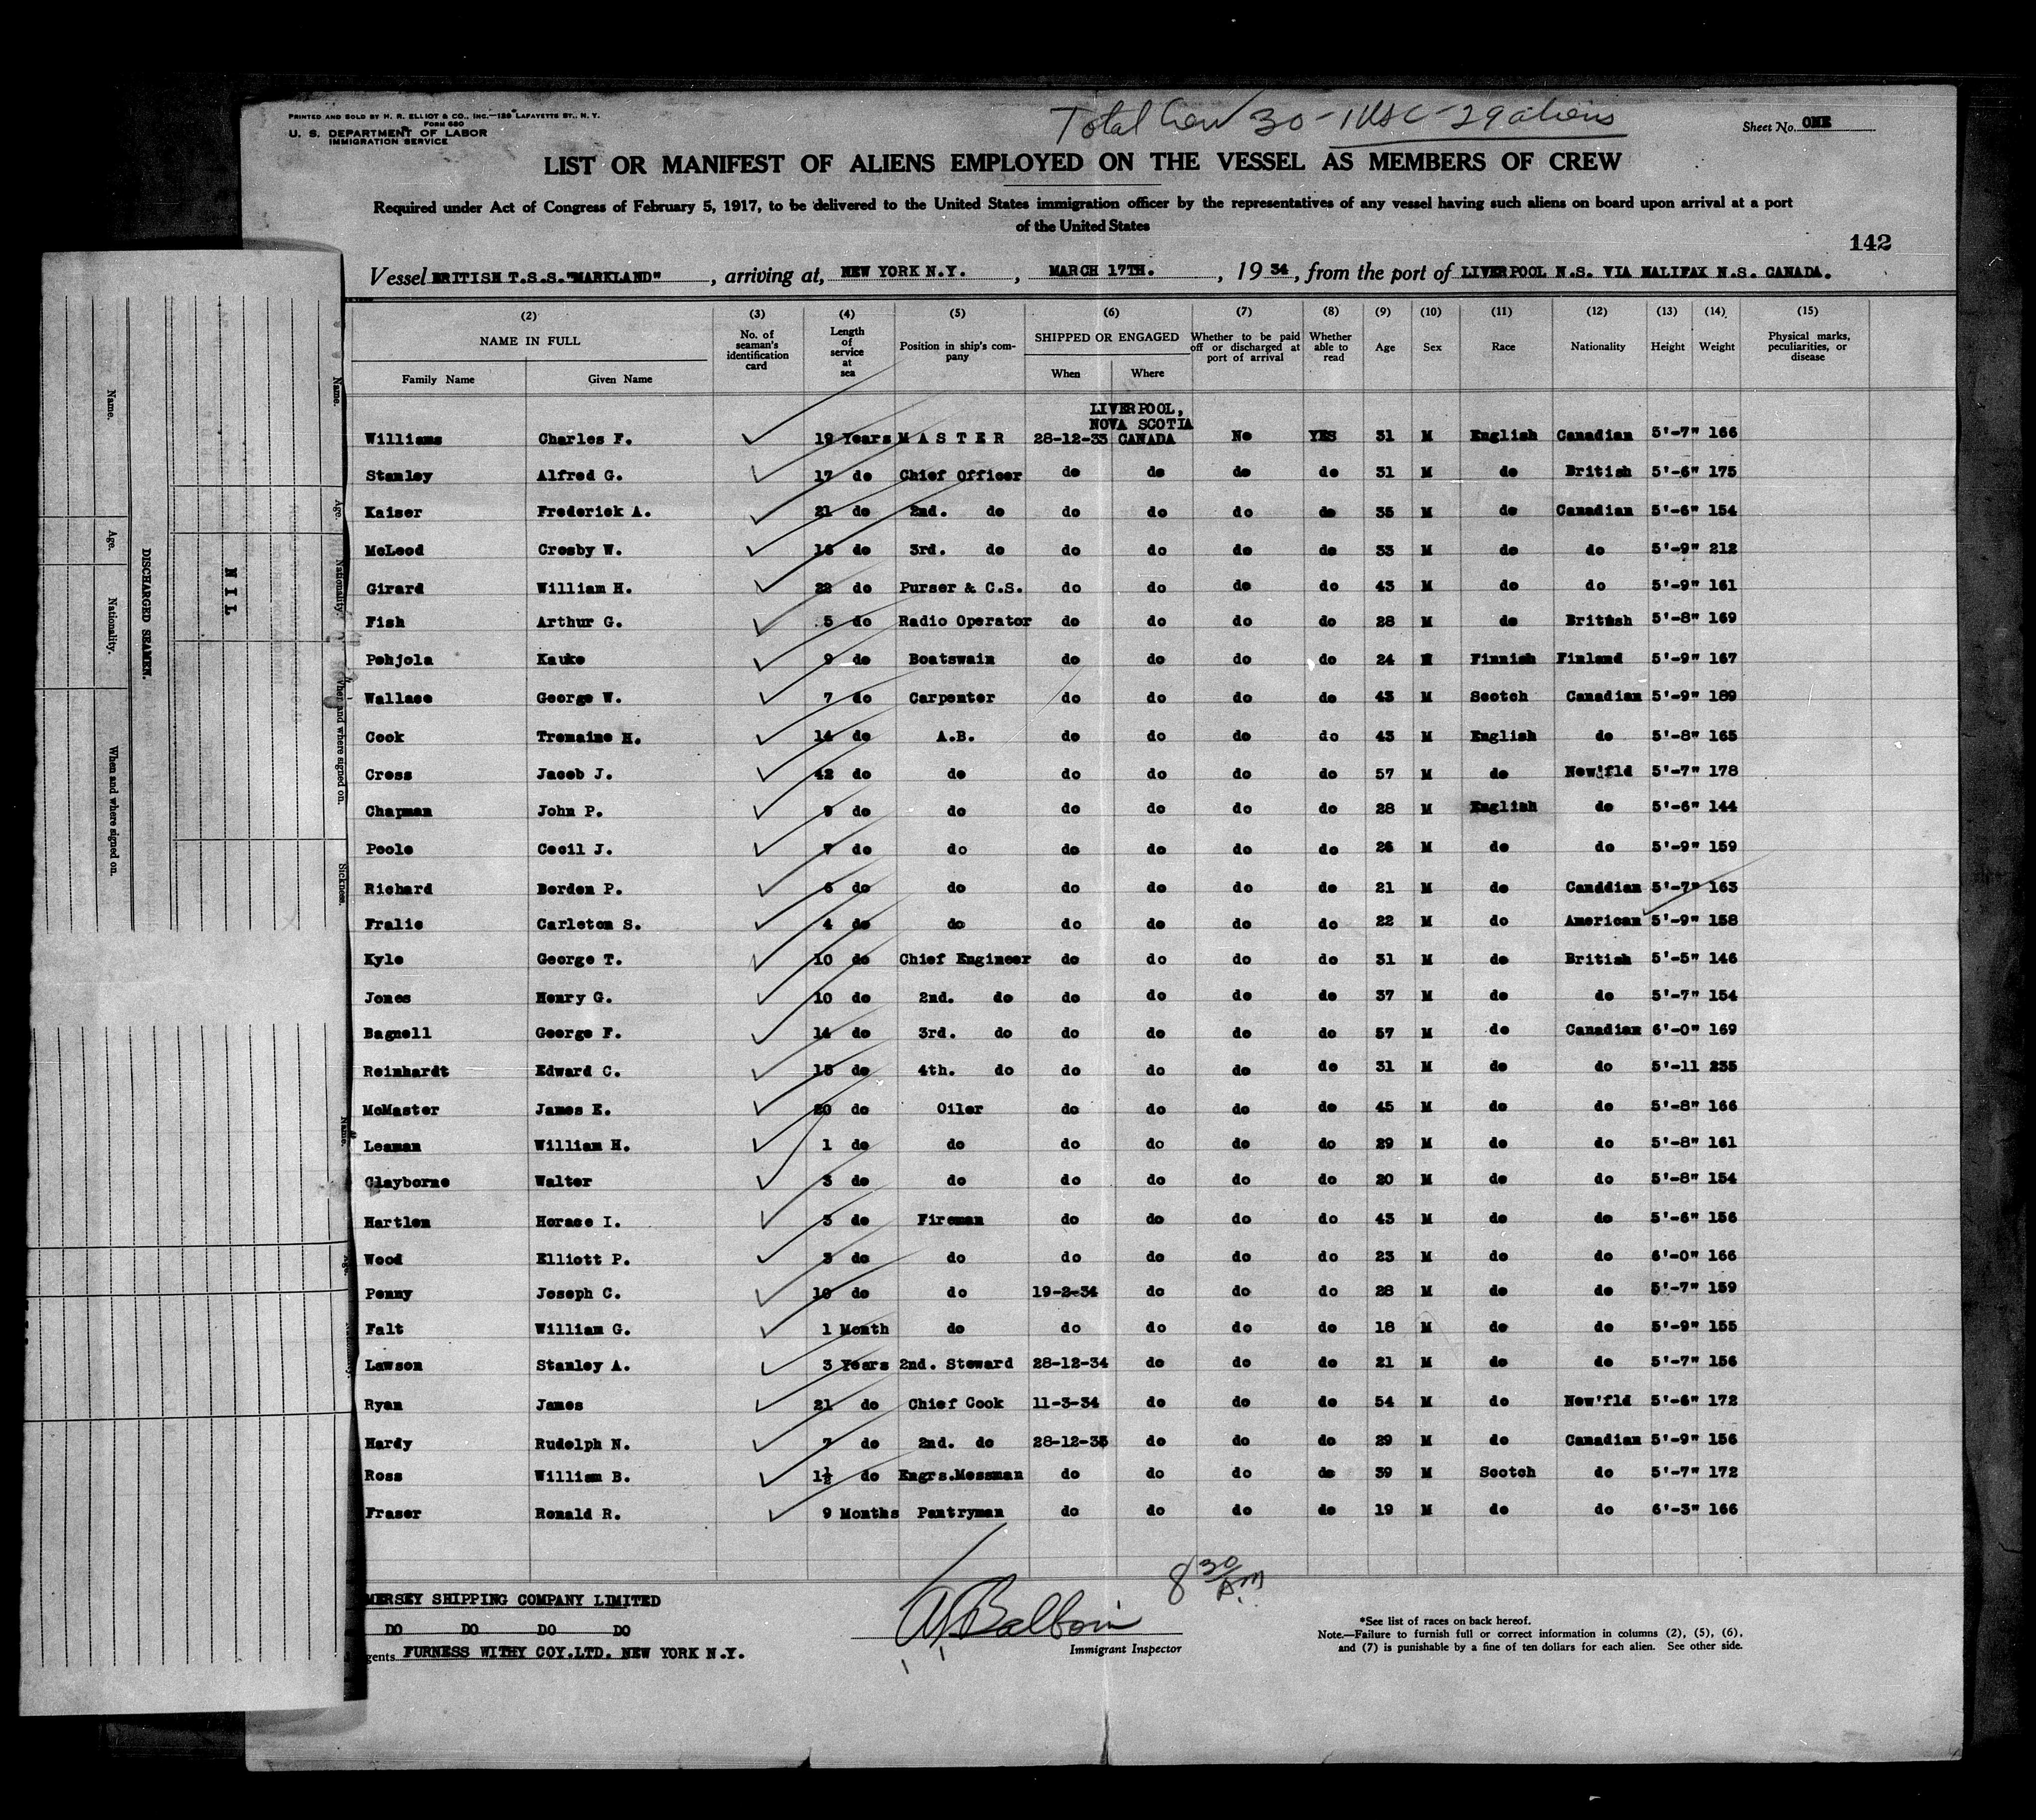 PRINTED AND SOLD BY H. R. ELLIOT & CO., INC.—129 LAFAYETTE ST., N. Y.
FORM 680
U. S. DEPARTMENT OF LABOR
IMMIGRATION SERVICE
Total Crew 30 - 1 USC - 29 aliens
Sheet No. ONE
LIST OR MANIFEST OF ALIENS EMPLOYED ON THE VESSEL AS MEMBERS OF CREW
Required under Act of Congress of February 5, 1917, to be delivered to the United States immigration officer by the representatives of any vessel having such aliens on board upon arrival at a port
of the United States
142
Vessel BRITISH T.S.S."MARKLAND", arriving at, NEW YORK N.Y., MARCH 17TH., 1934, from the port of LIVERPOOL N.S. VIA HALIFAX N.S. CANADA.
(2) (3) (4) (5) (6) (7) (8) (9) (10) (11) (12) (13) (14) (15)
NAME IN FULL No. of seaman's identification card Length of service at sea Position in ship's company SHIPPED OR ENGAGED Whether to be paid off or discharged at port of arrival Whether able to read Age Sex Race Nationality Height Weight Physical marks, peculiarities, or disease
Family Name Given Name When Where
LIVERPOOL,
NOVA SCOTIA
Williams Charles F. 19 Years MASTER 28-12-33 CANADA No YES 31 M English Canadian 5'-7" 166
Stanley Alfred G. 17 do Chief Officer do do do do 31 M do British 5'-6" 175
Kaiser Frederick A. 21 do 2nd. do do do do do 35 M do Canadian 5'-6" 154
McLeod Crosby W. 16 do 3rd. do do do do do 33 M do do 5'-9" 212
Girard William H. 22 do Purser & C.S. do do do do 43 M do do 5'-9" 161
Fish Arthur G. 5 do Radio Operator do do do do 28 M do British 5'-8" 169
Pohjola Kauko 9 do Boatswain do do do do 24 M Finnish Finland 5'-9" 167
Wallace George W. 7 do Carpenter do do do do 43 M Scotch Canadian 5'-9" 189
Cook Tremaine H. 14 do A.B. do do do do 43 M English do 5'-8" 165
Cross Jacob J. 42 do do do do do do 57 M do New'fld 5'-7" 178
Chapman John P. 9 do do do do do do 28 M English do 5'-6" 144
Poole Cecil J. 7 do do do do do do 26 M do do 5'-9" 159
Richard Borden P. 6 do do do do do do 21 M do Canddian 5'-7" 163
Fralic Carleton S. 4 do do do do do do 22 M do American 5'-9" 158
Kyle George T. 10 do Chief Engineer do do do do 31 M do British 5'-5" 146
Jones Henry G. 10 do 2nd. do do do do do 37 M do do 5'-7" 154
Bagnell George F. 14 do 3rd. do do do do do 57 M do Canadian 6'-0" 169
Reinhardt Edward C. 15 do 4th. do do do do do 31 M do do 5'-11 235
McMaster James E. 20 do Oiler do do do do 45 M do do 5'-8" 166
Leaman William H. 1 do do do do do do 29 M do do 5'-8" 161
Clayborne Walter 3 do do do do do do 20 M do do 5'-8" 154
Hartlen Horace I. 3 do Fireman do do do do 43 M do do 5'-6" 156
Wood Elliott P. 3 do do do do do do 23 M do do 6'-0" 166
Penny Joseph C. 10 do do 19-2-34 do do do 28 M do do 5'-7" 159
Falt William G. 1 Month do do do do do 18 M do do 5'-9" 155
Lawson Stanley A. 3 Years 2nd. Steward 28-12-34 do do do 21 M do do 5'-7" 156
Ryan James 21 do Chief Cook 11-3-34 do do do 54 M do New'fld 5'-6" 172
Hardy Rudolph N. 7 do 2nd. do 28-12-33 do do do 29 M do Canadian 5'-9" 156
Ross William B. 1½ do Engrs.Messman do do do do 39 M Scotch do 5'-7" 172
Fraser Ronald R. 9 Months Pantryman do do do do 19 M do do 6'-3" 166
8 30 A.M.
MERSEY SHIPPING COMPANY LIMITED
DO DO DO DO
gents FURNESS WITHY COY.LTD. NEW YORK N.Y.
Immigrant Inspector
*See list of races on back hereof.
Note.—Failure to furnish full or correct information in columns (2), (5), (6),
and (7) is punishable by a fine of ten dollars for each alien. See other side.
Name.
Age.
Nationality.
When and where signed on.
DISCHARGED SEAMEN.
NIL
Name.
Age.
Nationality.
When and where signed on.
Sickness.
Name.
Age.